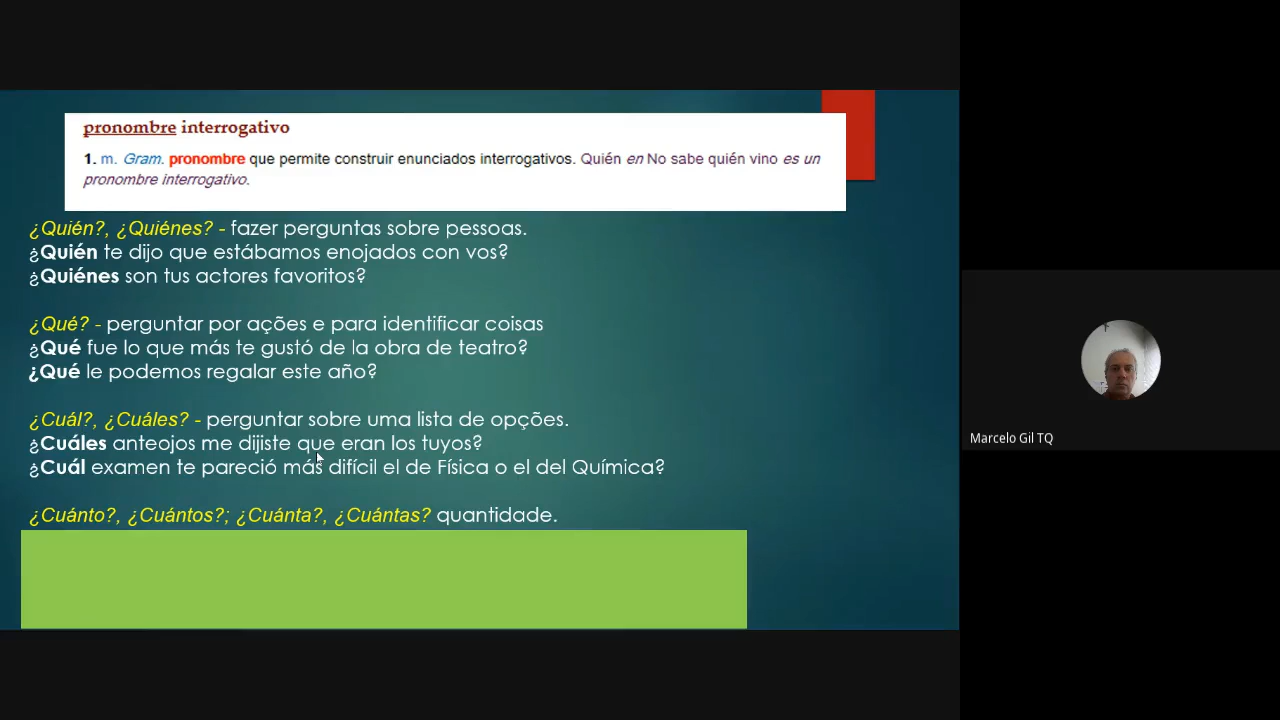 pronombre interrogativo
1. m. Gram. pronombre que permite construir enunciados interrogativos. Quién en No sabe quién vino es un
pronombre interrogativo.
¿Quién?, ¿Quiénes? - fazer perguntas sobre pessoas.
¿Quién te dijo que estábamos enojados con vos?
¿Quiénes son tus actores favoritos?
¿Qué? - perguntar por ações e para identificar coisas
¿Qué fue lo que más te gustó de la obra de teatro?
¿Qué le podemos regalar este año?
¿Cuál?, ¿Cuáles? - perguntar sobre uma lista de opções.
¿Cuáles anteojos me dijiste que eran los tuyos?
¿Cuál examen te pareció más difícil el de Física o el del Química?
¿Cuánto?, ¿Cuántos?; ¿Cuánta?, ¿Cuántas? quantidade.
Marcelo Gil TQ